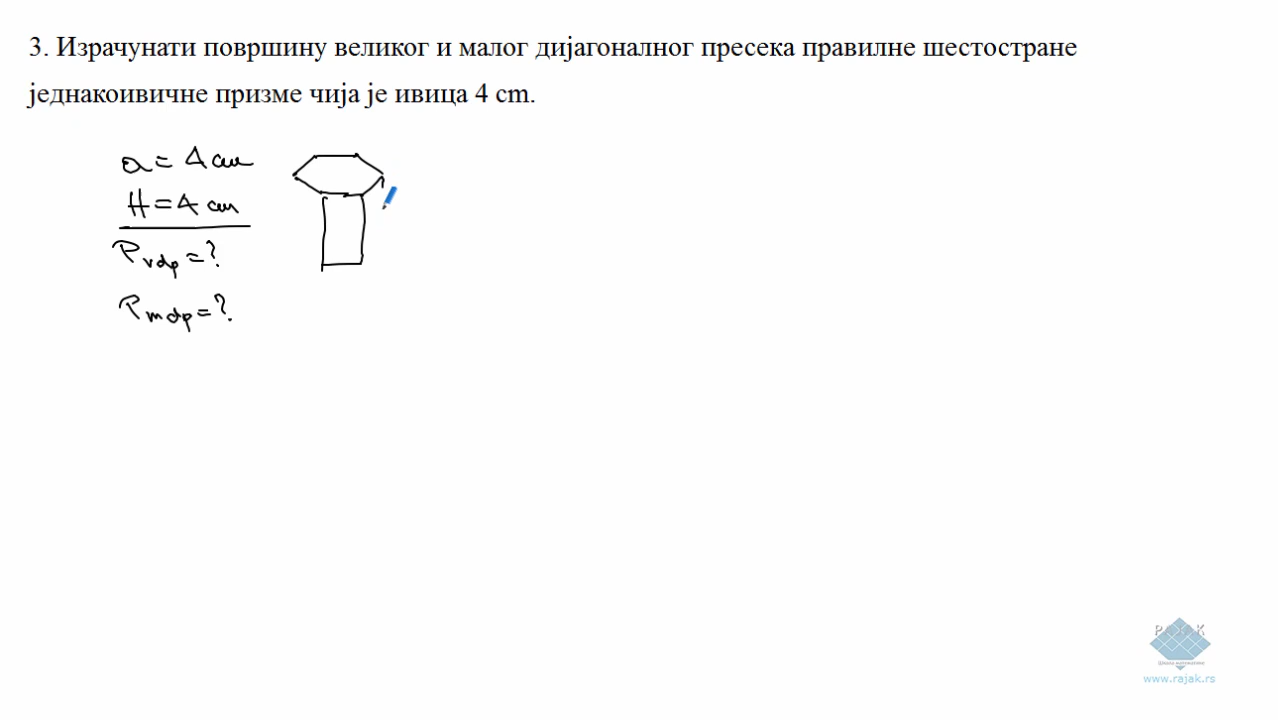 3. Израчунати површину великог и малог дијагоналног пресека правилне шестостране
једнакоивичне призме чија је ивица 4 cm.
a = 4 cm
H = 4 cm
Pvdp = ?
Pmdp = ?
РАЈАК
www.rajak.rs